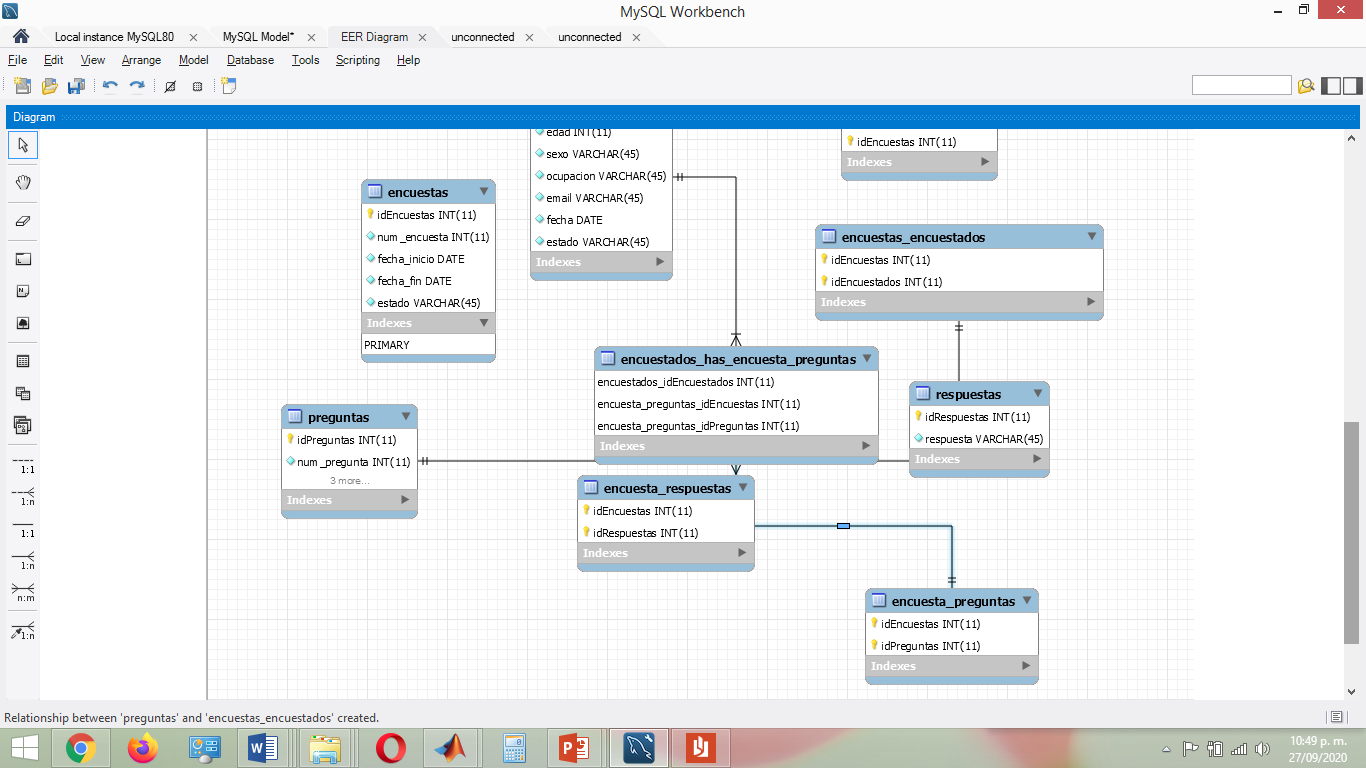 MySQL Workbench
Local instance MySQL80 × MySQL Model* × EER Diagram × unconnected × unconnected ×
File Edit View Arrange Model Database Tools Scripting Help
Diagram
edad INT(11)
sexo VARCHAR(45)
ocupacion VARCHAR(45)
email VARCHAR(45)
fecha DATE
estado VARCHAR(45)
Indexes
idEncuestas INT(11)
Indexes
encuestas
idEncuestas INT(11)
num_encuesta INT(11)
fecha_inicio DATE
fecha_fin DATE
estado VARCHAR(45)
Indexes
PRIMARY
encuestas_encuestados
idEncuestas INT(11)
idEncuestados INT(11)
Indexes
encuestados_has_encuesta_preguntas
encuestados_idEncuestados INT(11)
encuesta_preguntas_idEncuestas INT(11)
encuesta_preguntas_idPreguntas INT(11)
Indexes
respuestas
idRespuestas INT(11)
respuesta VARCHAR(45)
Indexes
preguntas
idPreguntas INT(11)
num_pregunta INT(11)
3 more...
Indexes
encuesta_respuestas
idEncuestas INT(11)
idRespuestas INT(11)
Indexes
encuesta_preguntas
idEncuestas INT(11)
idPreguntas INT(11)
Indexes
1:1
1:n
1:1
1:n
n:m
1:n
Relationship between 'preguntas' and 'encuestas_encuestados' created.
10:49 p. m.
27/09/2020